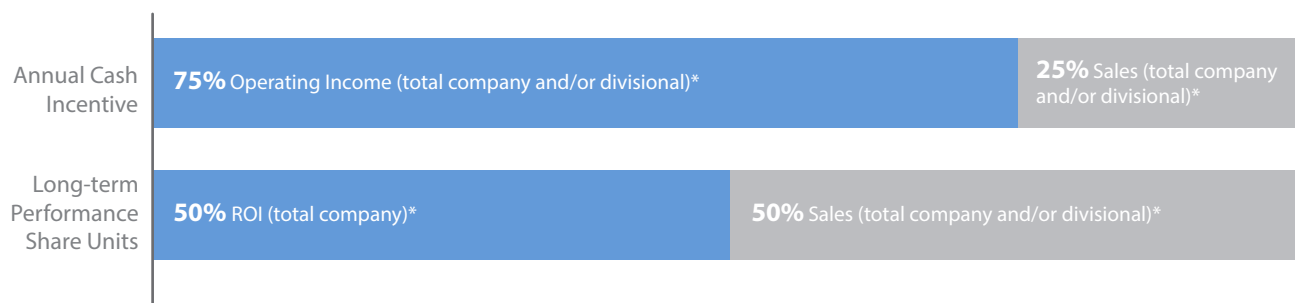 Annual Cash
Incentive
75% Operating Income (total company and/or divisional)*
25% Sales (total company
and/or divisional)*
Long-term
Performance
Share Units
50% ROI (total company)*
50% Sales (total company and/or divisional)*